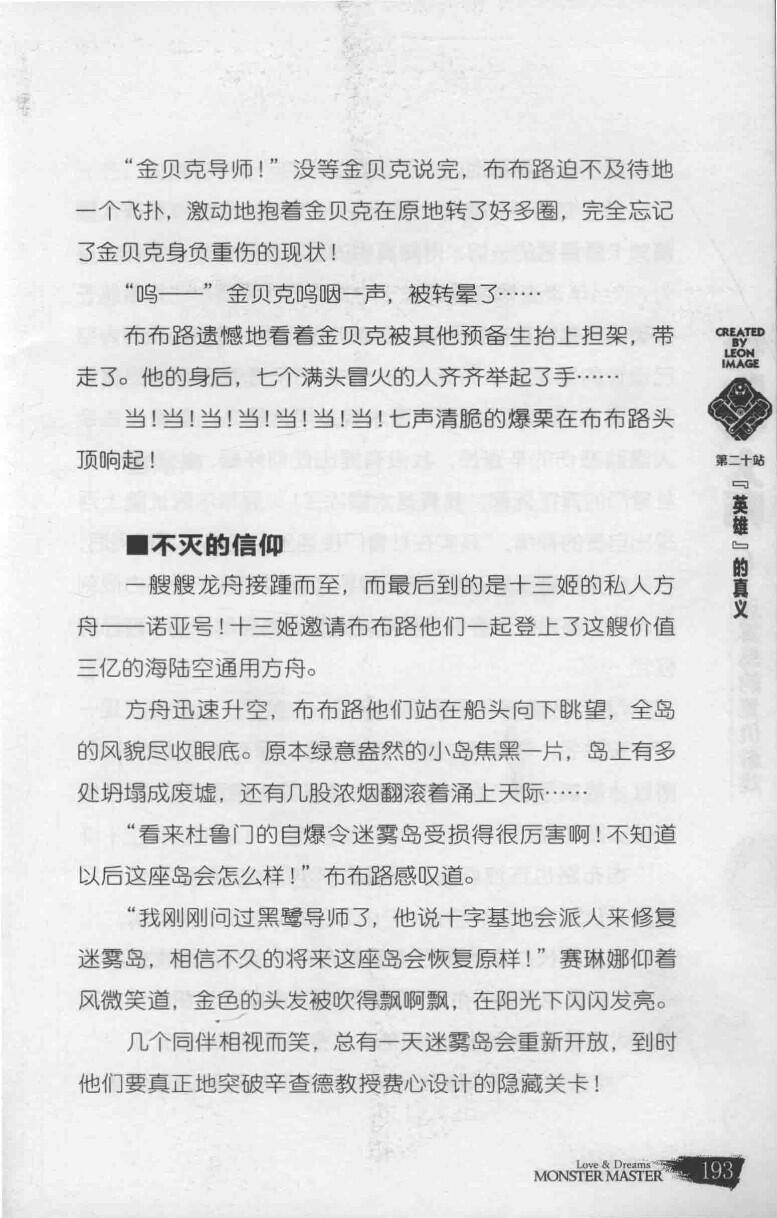 “金贝克导师！”没等金贝克说完，布布路迫不及待地
一个飞扑，激动地抱着金贝克在原地转了好多圈，完全忘记
了金贝克身负重伤的现状！
“呜——”金贝克呜咽一声，被转晕了……
布布路遗憾地看着金贝克被其他预备生抬上担架，带
走了。他的身后，七个满头冒火的人齐齐举起了手……
当！当！当！当！当！当！当！七声清脆的爆栗在布布路头
顶响起！
■不灭的信仰
一艘艘龙舟接踵而至，而最后到的是十三姬的私人方
舟——诺亚号！十三姬邀请布布路他们一起登上了这艘价值
三亿的海陆空通用方舟。
方舟迅速升空，布布路他们站在船头向下眺望，全岛
的风貌尽收眼底。原本绿意盎然的小岛焦黑一片，岛上有多
处坍塌成废墟，还有几股浓烟翻滚着涌上天际……
“看来杜鲁门的自爆令迷雾岛受损得很厉害啊！不知道
以后这座岛会怎么样！”布布路感叹道。
“我刚刚问过黑鹭导师了，他说十字基地会派人来修复
迷雾岛，相信不久的将来这座岛会恢复原样！”赛琳娜仰着
风微笑道，金色的头发被吹得飘啊飘，在阳光下闪闪发亮。
几个同伴相视而笑，总有一天迷雾岛会重新开放，到时
他们要真正地突破辛查德教授费心设计的隐藏关卡！
CREATED
BY
LEON
IMAGE
第二十站
『英雄』的真义
Love & Dreams
MONSTER MASTER
193